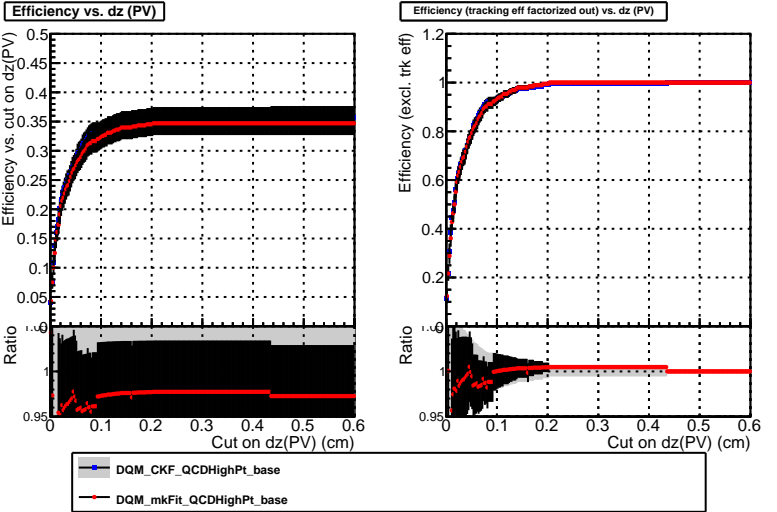 Efficiency vs. dz (PV)
Efficiency vs. cut on dz(PV)
0.5
0.45
0.4
0.35
0.3
0.25
0.2
0.15
0.1
0.05
Ratio
1
0.95
0 0.1 0.2 0.3 0.4 0.5 0.6
Cut on dz(PV) (cm)
Efficiency (tracking eff factorized out) vs. dz (PV)
Efficiency (excl. trk eff)
1.2
1
0.8
0.6
0.4
0.2
Ratio
1
0.95
0 0.1 0.2 0.3 0.4 0.5 0.6
Cut on dz(PV) (cm)
DQM_CKF_QCDHighPt_base
DQM_mkFit_QCDHighPt_base